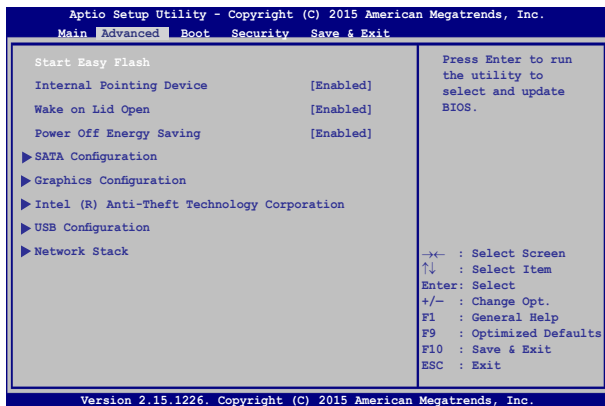 Aptio Setup Utility - Copyright (C) 2015 American Megatrends, Inc.
Main Advanced Boot Security Save & Exit
Start Easy Flash
Internal Pointing Device [Enabled]
Wake on Lid Open [Enabled]
Power Off Energy Saving [Enabled]
SATA Configuration
Graphics Configuration
Intel (R) Anti-Theft Technology Corporation
USB Configuration
Network Stack
Press Enter to run
the utility to
select and update
BIOS.
→← : Select Screen
↑↓ : Select Item
Enter: Select
+/— : Change Opt.
F1 : General Help
F9 : Optimized Defaults
F10 : Save & Exit
ESC : Exit
Version 2.15.1226. Copyright (C) 2015 American Megatrends, Inc.